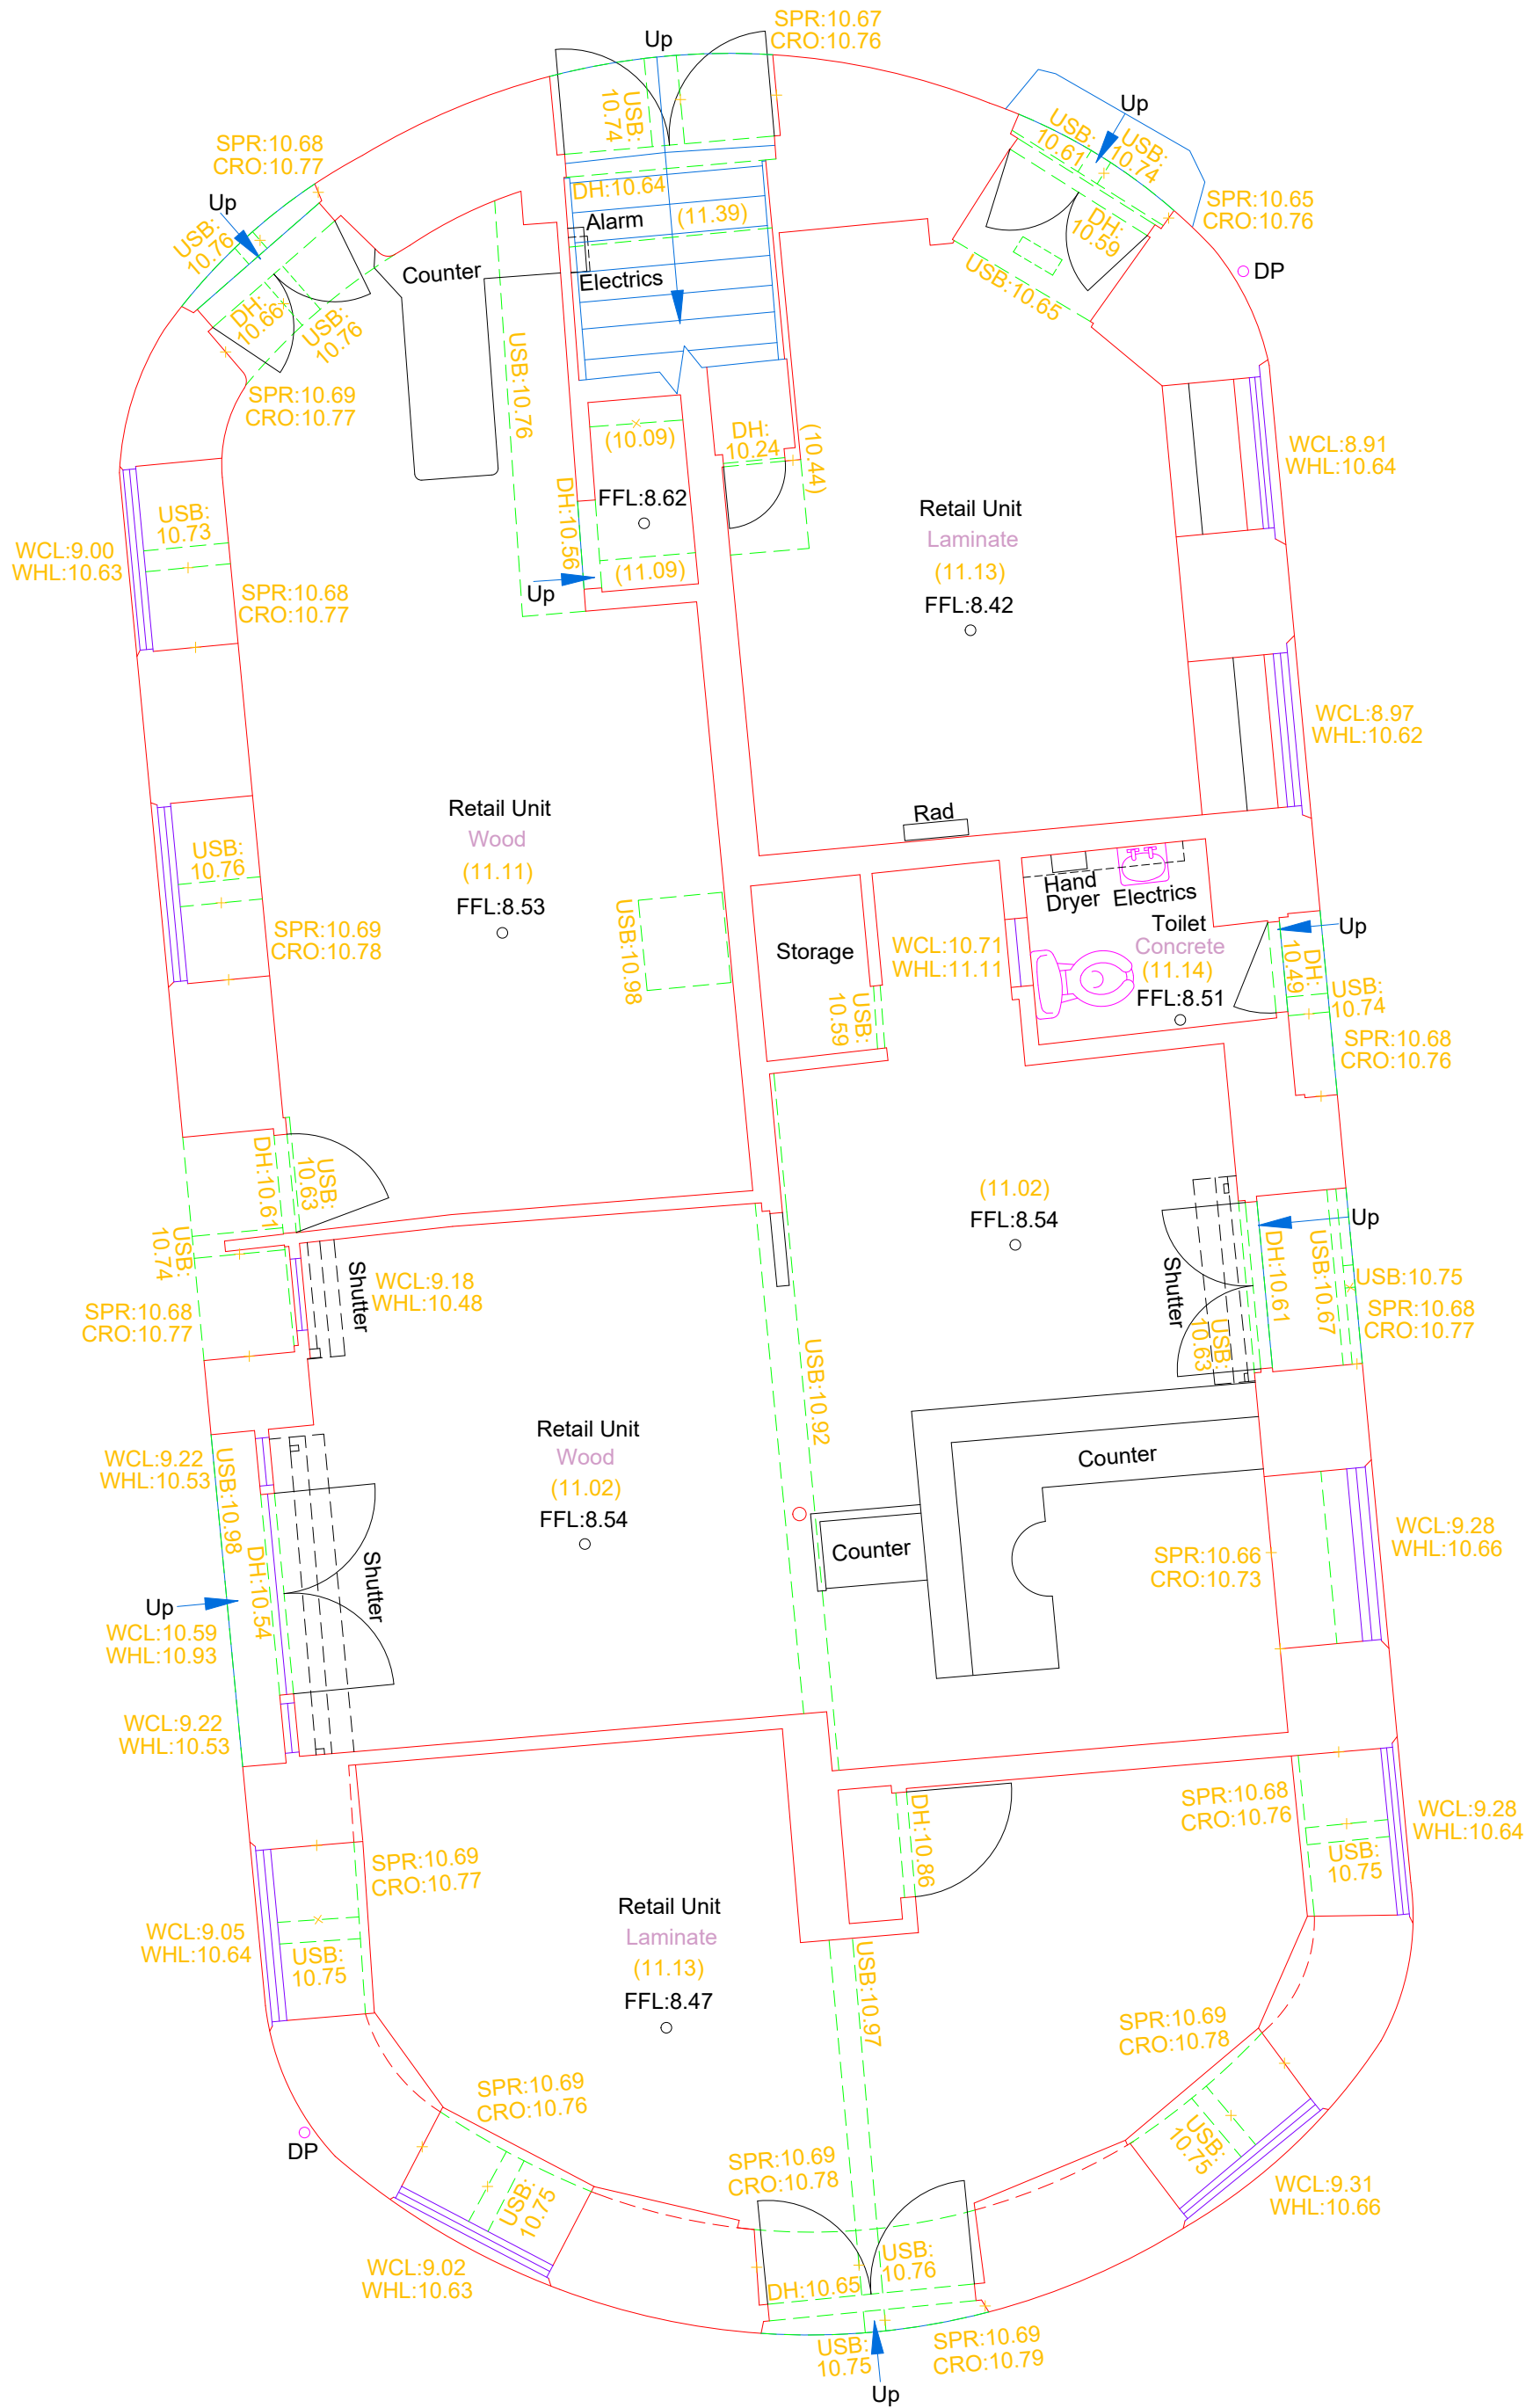 SPR:10.67
CRO:10.76
Up
USB:
10.74
Up
USB:
10.61
USB:
10.74
SPR:10.68
CRO:10.77
Up
USB:
10.76
DH:10.64
Alarm
(11.39)
Electrics
SPR:10.65
CRO:10.76
DH:
10.59
USB:10.65
DP
Counter
DH:
10.66
USB:
10.76
SPR:10.69
CRO:10.77
USB:10.76
(10.09)
DH:
10.24
(10.44)
WCL:8.91
WHL:10.64
DH:10.56
FFL:8.62
(11.09)
Up
Retail Unit
Laminate
(11.13)
FFL:8.42
USB:
10.73
WCL:9.00
WHL:10.63
SPR:10.68
CRO:10.77
WCL:8.97
WHL:10.62
Retail Unit
Wood
(11.11)
FFL:8.53
Rad
USB:
10.76
SPR:10.69
CRO:10.78
USB:10.98
Storage
WCL:10.71
WHL:11.11
Hand
Dryer
Electrics
Toilet
Concrete
(11.14)
FFL:8.51
Up
DH:
10.49
USB:
10.74
USB:
10.59
SPR:10.68
CRO:10.76
DH:10.61
USB:
10.63
(11.02)
FFL:8.54
Up
USB:
10.74
Shutter
WCL:9.18
WHL:10.48
SPR:10.68
CRO:10.77
Shutter
DH:10.61
USB:10.67
USB:10.75
SPR:10.68
CRO:10.77
USB:
10.63
USB:10.92
Retail Unit
Wood
(11.02)
FFL:8.54
WCL:9.22
WHL:10.53
USB:10.98
DH:10.54
Shutter
Counter
Counter
WCL:9.28
WHL:10.66
SPR:10.66
CRO:10.73
Up
WCL:10.59
WHL:10.93
WCL:9.22
WHL:10.53
SPR:10.68
CRO:10.76
WCL:9.28
WHL:10.64
USB:
10.75
DH:10.86
SPR:10.69
CRO:10.77
Retail Unit
Laminate
(11.13)
FFL:8.47
WCL:9.05
WHL:10.64
USB:
10.75
USB:10.97
SPR:10.69
CRO:10.78
SPR:10.69
CRO:10.76
DP
USB:
10.75
SPR:10.69
CRO:10.78
USB:
10.75
WCL:9.31
WHL:10.66
WCL:9.02
WHL:10.63
DH:10.65
USB:
10.76
USB:
10.75
SPR:10.69
CRO:10.79
Up